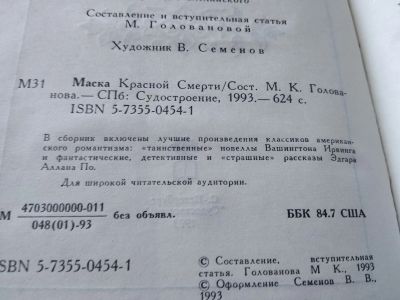 Составление и вступительная статья
М. Головановой
Художник В. Семенов
М31 Маска Красной Смерти/Сост. М. К. Голова-
нова.— СПб: Судостроение, 1993.— 624 с.
ISBN 5-7355-0454-1
В сборник включены лучшие произведения классиков американ-
ского романтизма: «таинственные» новеллы Вашингтона Ирвинга
и фантастические, детективные и «страшные» рассказы Эдгара
Аллана По.
Для широкой читательской аудитории.
М 4703000000-011
048(01)-93 без объявл.
ББК 84.7 США
ISBN 5-7355-0454-1
© Составление, вступительная
статья. Голованова М. К., 1993
© Оформление Семенов В. В.,
1993